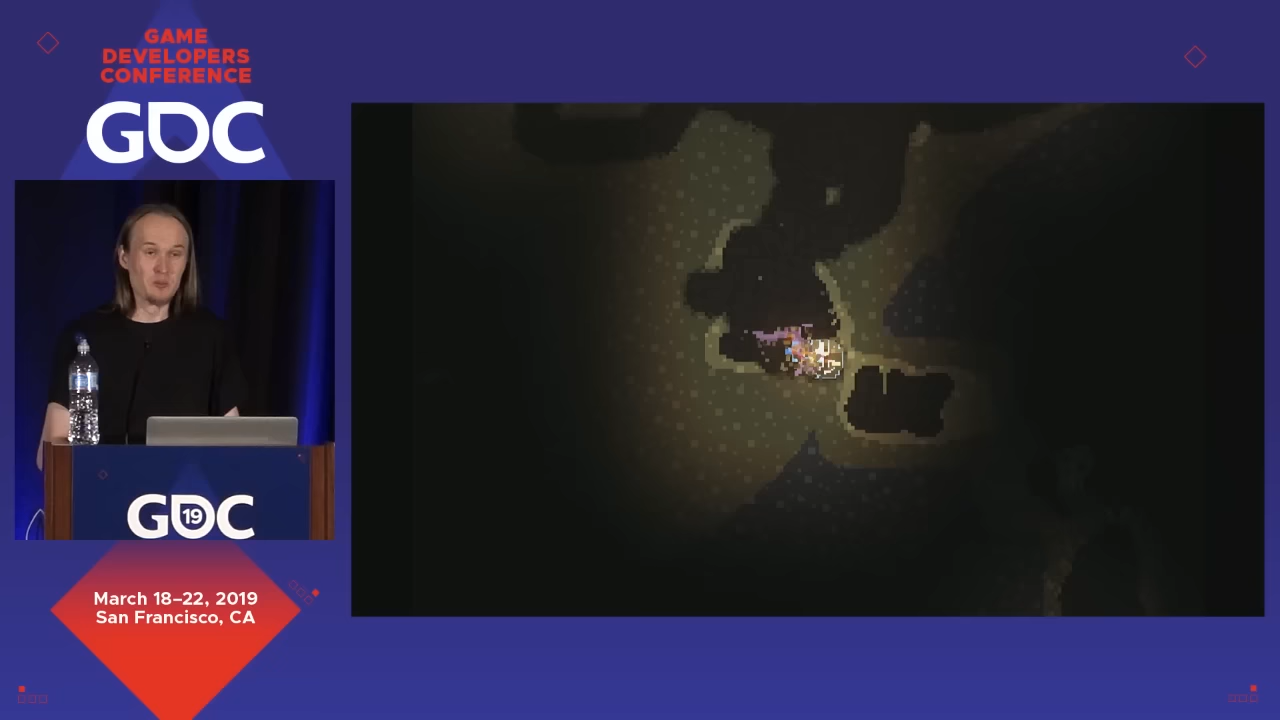 GAME
DEVELOPERS
CONFERENCE
GDC
GDC
19
March 18–22, 2019
San Francisco, CA